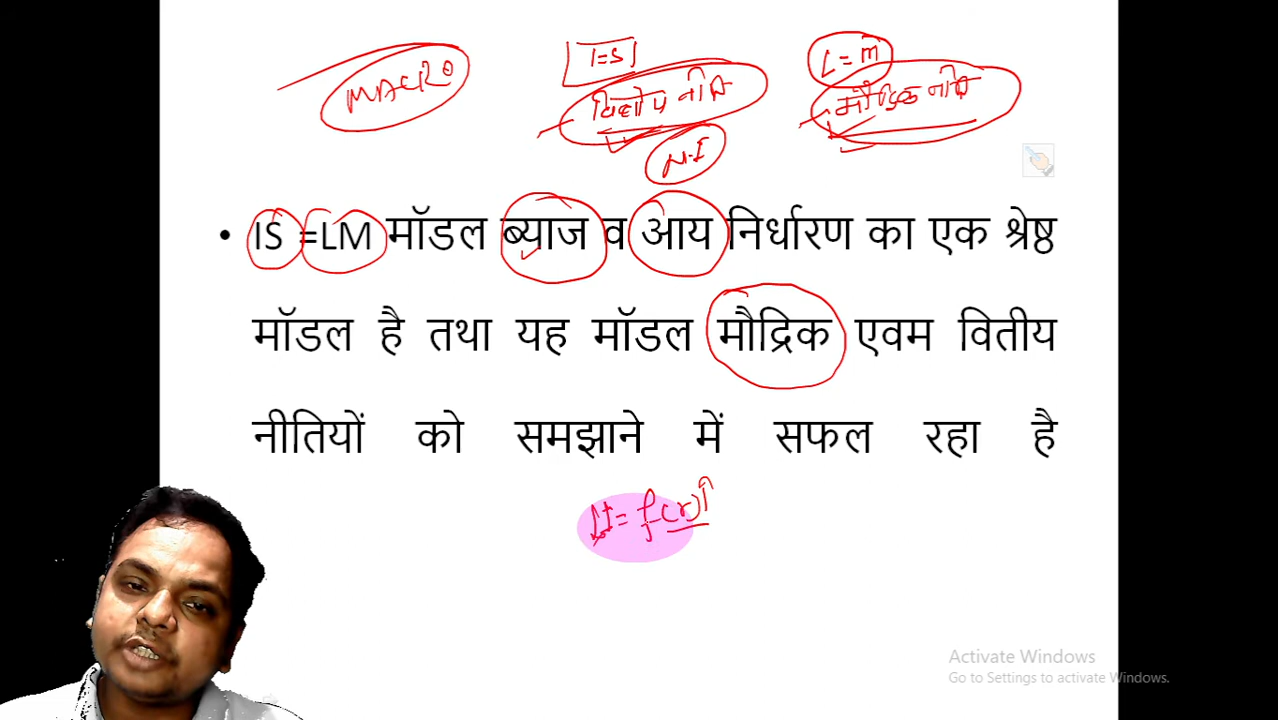 MACRO
I=S
L=M
वित्तीय नीति
मौद्रिक नीति
N.I
• IS =LM मॉडल ब्याज व आय निर्धारण का एक श्रेष्ठ
मॉडल है तथा यह मॉडल मौद्रिक एवम वितीय
नीतियों को समझाने में सफल रहा है
= f(r)↑
Activate Windows
Go to Settings to activate Windows.